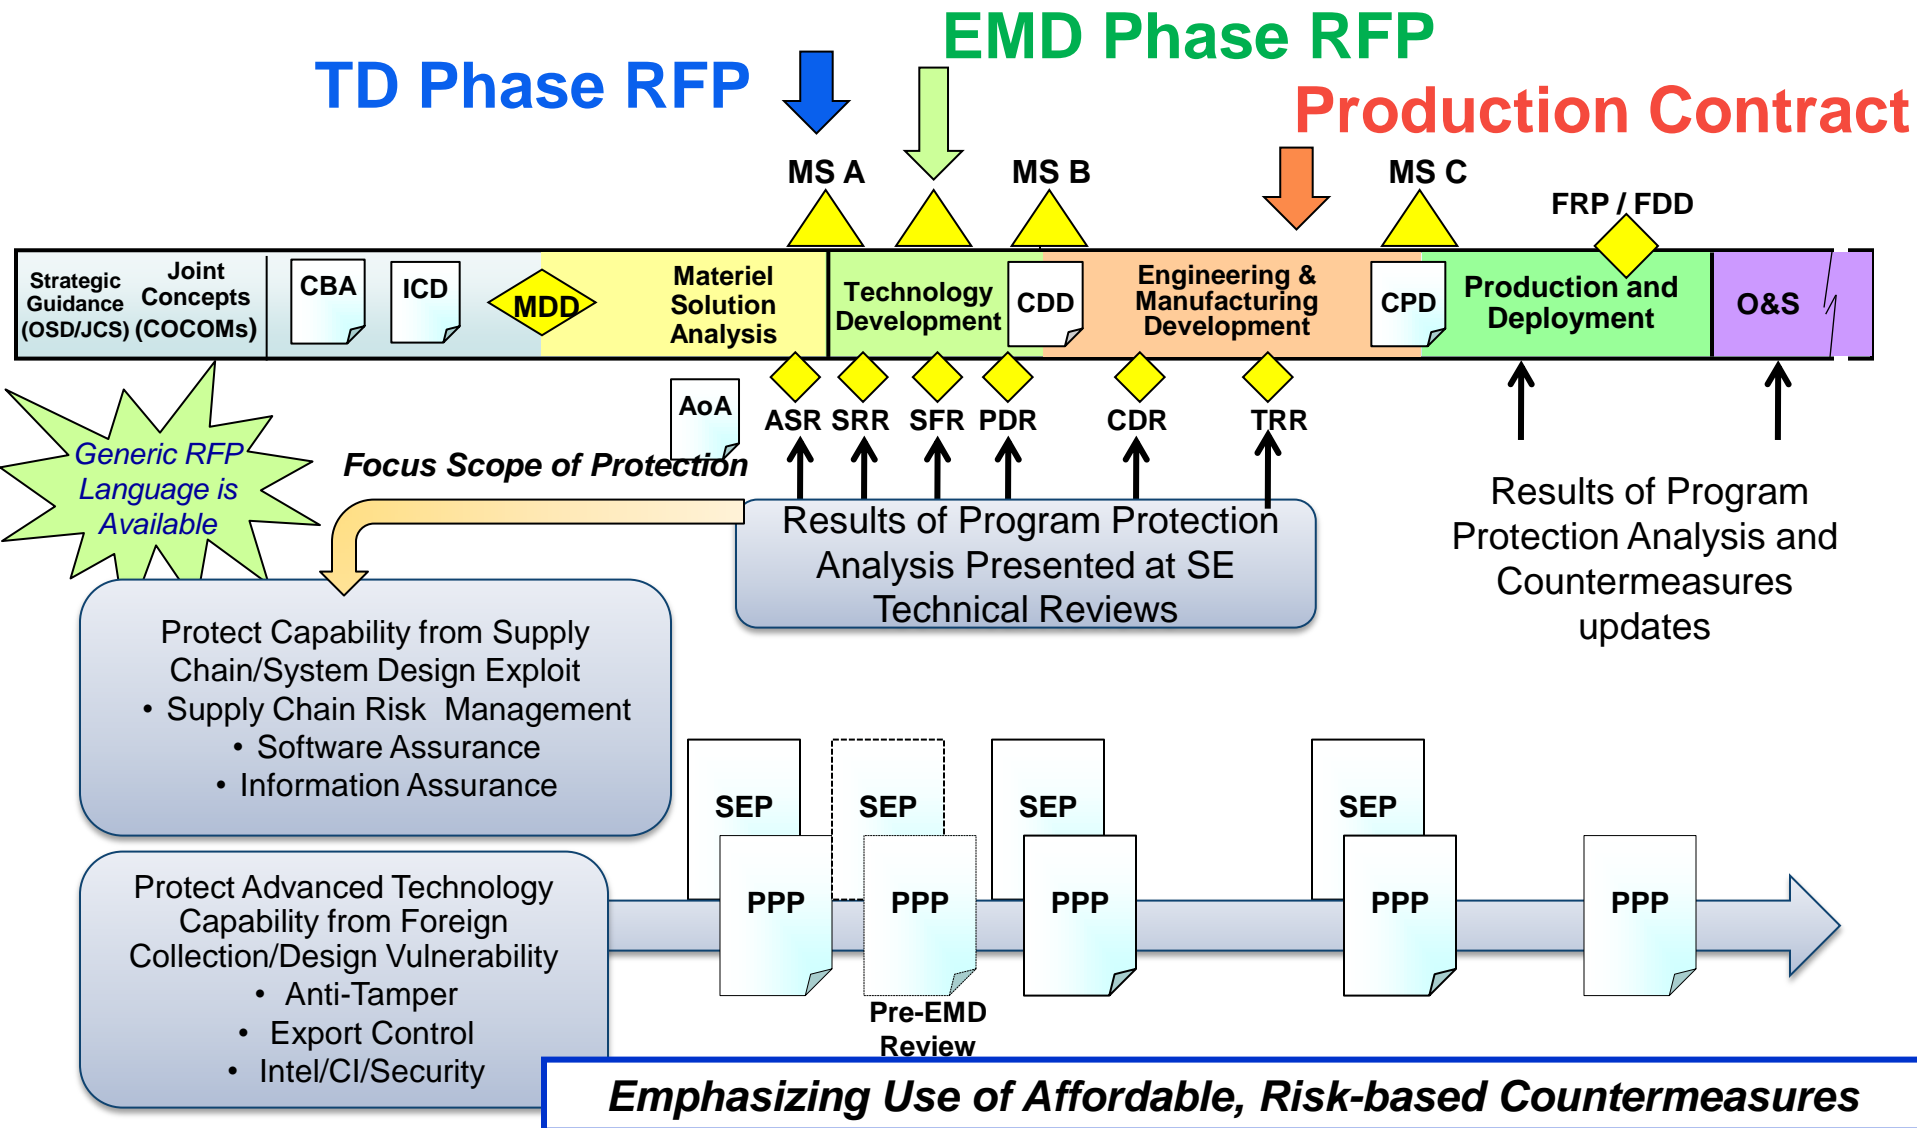 EMD Phase RFP
TD Phase RFP
Production Contract
MS A
MS B
MS C
FRP / FDD
Strategic
Guidance
(OSD/JCS)
Joint
Concepts
(COCOMs)
CBA
ICD
MDD
Materiel
Solution
Analysis
Technology
Development
CDD
Engineering &
Manufacturing
Development
CPD
Production and
Deployment
O&S
AoA
ASR
SRR
SFR
PDR
CDR
TRR
Generic RFP
Language is
Available
Focus Scope of Protection
Results of Program Protection
Analysis Presented at SE
Technical Reviews
Results of Program
Protection Analysis and
Countermeasures
updates
Protect Capability from Supply
Chain/System Design Exploit
• Supply Chain Risk Management
• Software Assurance
• Information Assurance
SEP
SEP
SEP
SEP
PPP
PPP
PPP
PPP
PPP
Pre-EMD
Review
Protect Advanced Technology
Capability from Foreign
Collection/Design Vulnerability
• Anti-Tamper
• Export Control
• Intel/CI/Security
Emphasizing Use of Affordable, Risk-based Countermeasures